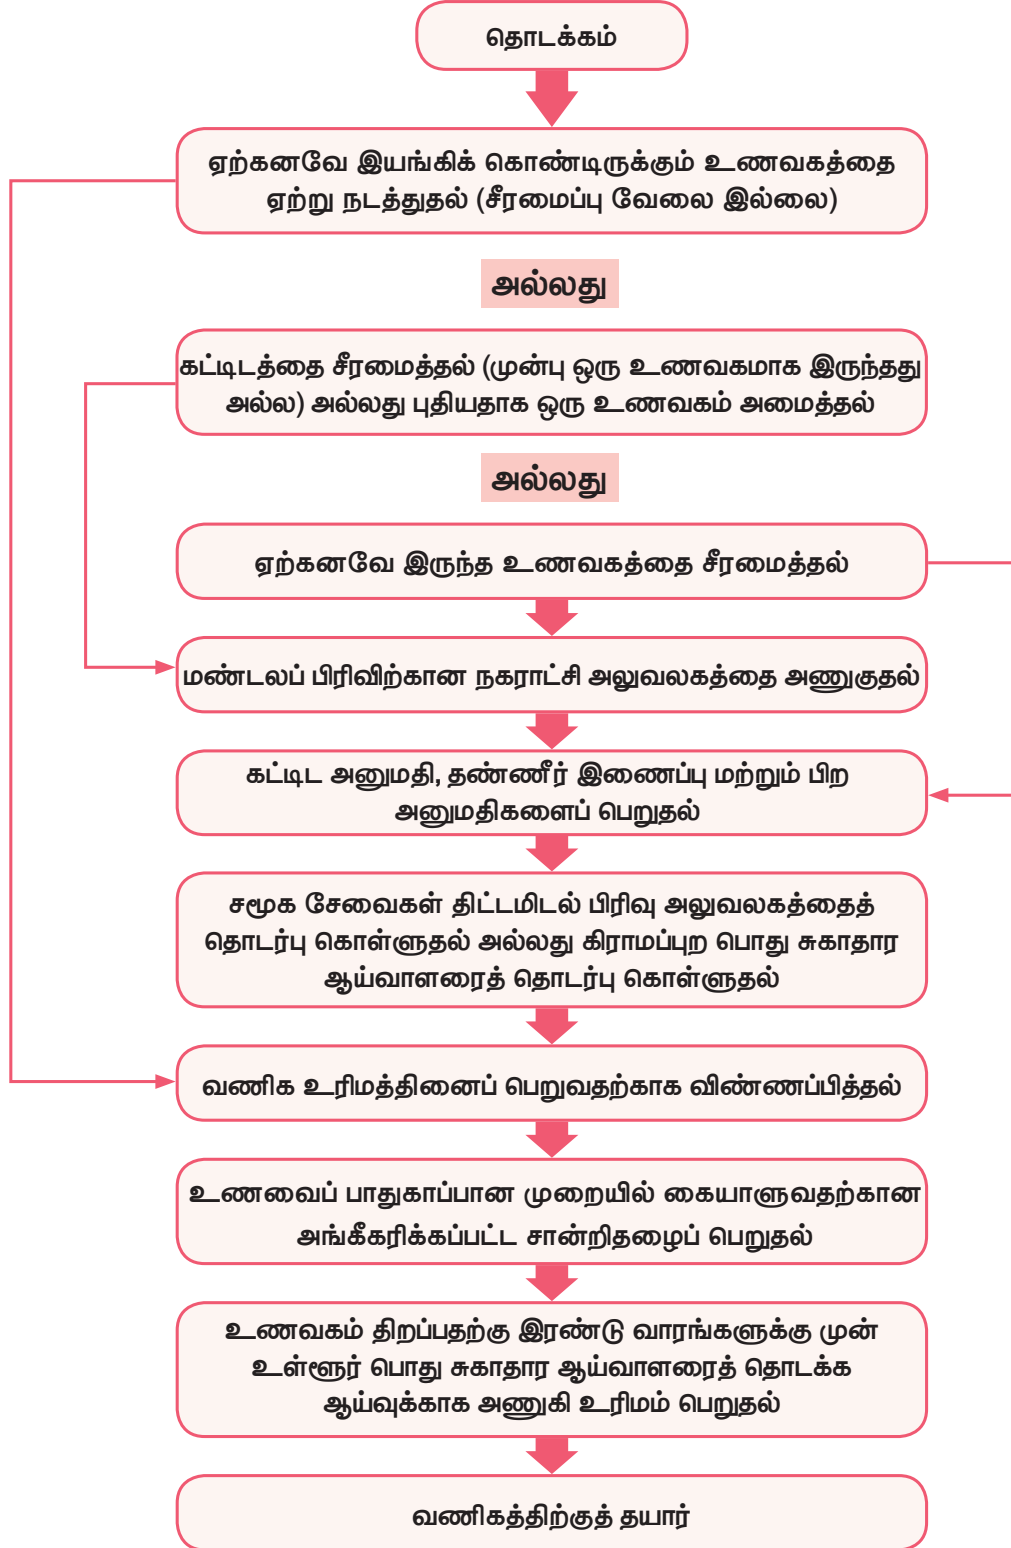 தொடக்கம்
ஏற்கனவே இயங்கிக் கொண்டிருக்கும் உணவகத்தை
ஏற்று நடத்துதல் (சீரமைப்பு வேலை இல்லை)
அல்லது
கட்டிடத்தை சீரமைத்தல் (முன்பு ஒரு உணவகமாக இருந்தது
அல்ல) அல்லது புதியதாக ஒரு உணவகம் அமைத்தல்
அல்லது
ஏற்கனவே இருந்த உணவகத்தை சீரமைத்தல்
மண்டலப் பிரிவிற்கான நகராட்சி அலுவலகத்தை அணுகுதல்
கட்டிட அனுமதி, தண்ணீர் இணைப்பு மற்றும் பிற
அனுமதிகளைப் பெறுதல்
சமூக சேவைகள் திட்டமிடல் பிரிவு அலுவலகத்தைத்
தொடர்பு கொள்ளுதல் அல்லது கிராமப்புற பொது சுகாதார
ஆய்வாளரைத் தொடர்பு கொள்ளுதல்
வணிக உரிமத்தினைப் பெறுவதற்காக விண்ணப்பித்தல்
உணவைப் பாதுகாப்பான முறையில் கையாளுவதற்கான
அங்கீகரிக்கப்பட்ட சான்றிதழைப் பெறுதல்
உணவகம் திறப்பதற்கு இரண்டு வாரங்களுக்கு முன்
உள்ளூர் பொது சுகாதார ஆய்வாளரைத் தொடக்க
ஆய்வுக்காக அணுகி உரிமம் பெறுதல்
வணிகத்திற்குத் தயார்